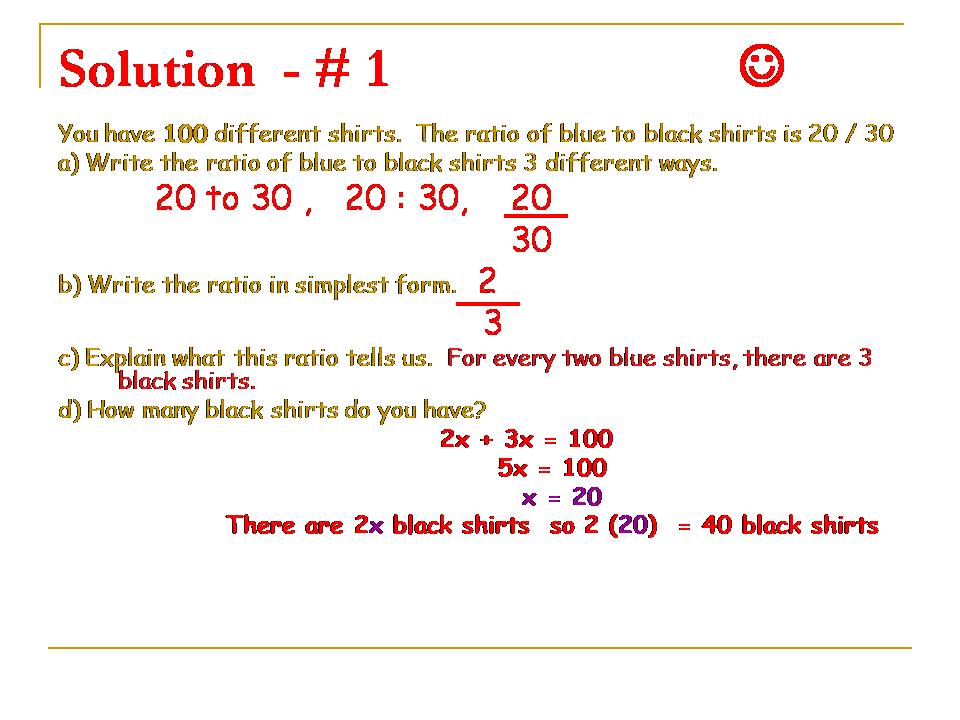 Solution - # 1
You have 100 different shirts. The ratio of blue to black shirts is 20 / 30
a) Write the ratio of blue to black shirts 3 different ways.
20 to 30 , 20 : 30, 20
30
b) Write the ratio in simplest form. 2
3
c) Explain what this ratio tells us. For every two blue shirts, there are 3
black shirts.
d) How many black shirts do you have?
2x + 3x = 100
5x = 100
x = 20
There are 2x black shirts so 2 (20) = 40 black shirts